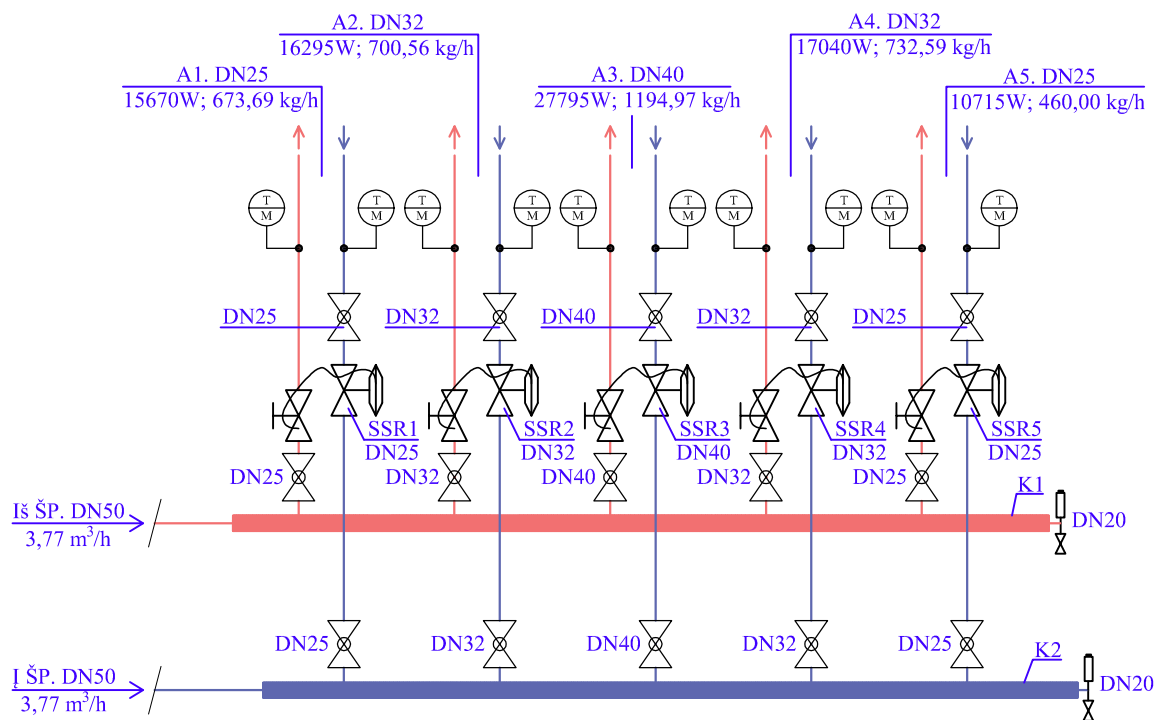 A2. DN32
16295W; 700,56 kg/h
A4. DN32
17040W; 732,59 kg/h
A1. DN25
15670W; 673,69 kg/h
A3. DN40
27795W; 1194,97 kg/h
A5. DN25
10715W; 460,00 kg/h
T
M
T
M
T
M
T
M
T
M
T
M
T
M
T
M
T
M
T
M
DN25
DN32
DN40
DN32
DN25
SSR1
DN25
SSR2
DN32
SSR3
DN40
SSR4
DN32
SSR5
DN25
DN25
DN32
DN40
DN32
DN25
K1
Iš ŠP. DN50
3,77 m³/h
DN20
DN25
DN32
DN40
DN32
DN25
K2
Į ŠP. DN50
3,77 m³/h
DN20